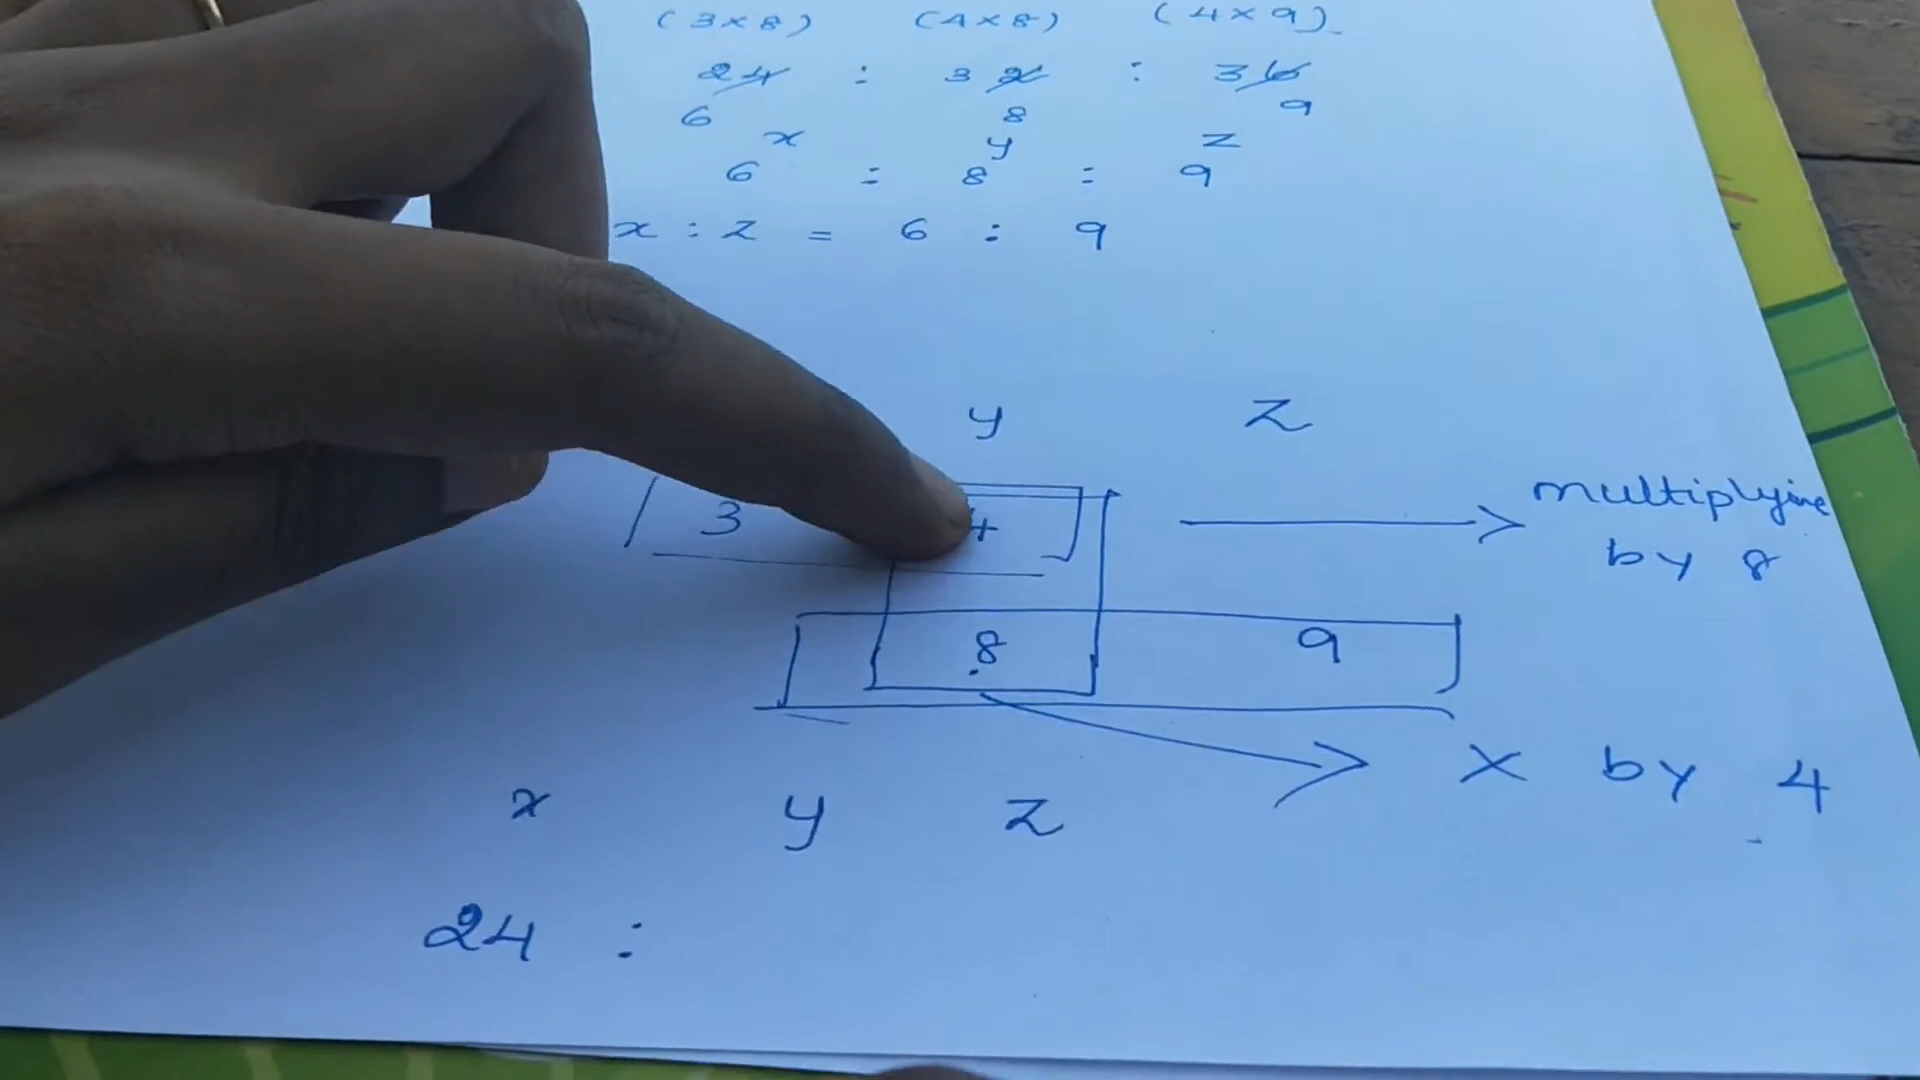 (3×8) (4×8) (4×9)
24 : 32 : 36
6 8 9
x y z
6 : 8 : 9
x : z = 6 : 9
y z
3 4 multiplying
by 8
8 9
x by 4
x y z
24 :